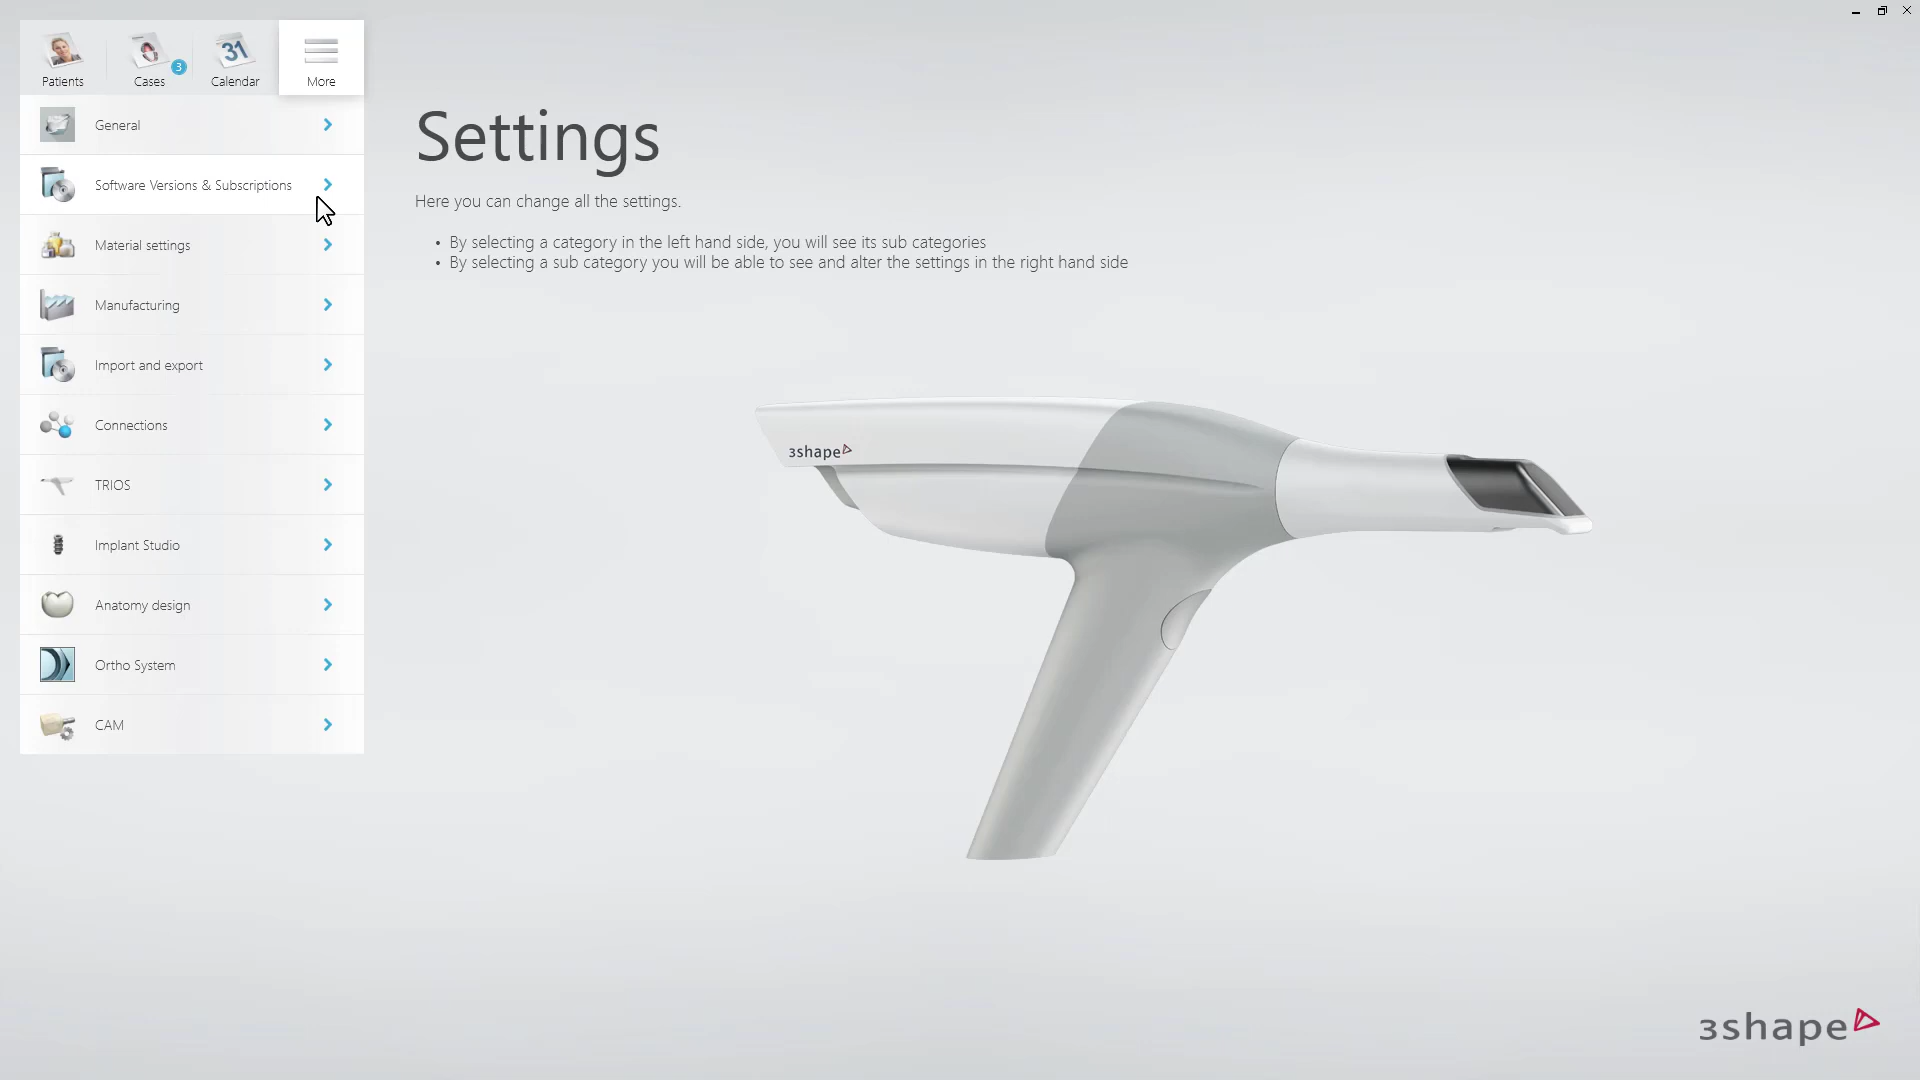 Patients
Cases
3
31
Calendar
More
General
Software Versions & Subscriptions
Material settings
Manufacturing
Import and export
Connections
TRIOS
Implant Studio
Anatomy design
Ortho System
CAM
Settings
Here you can change all the settings.
• By selecting a category in the left hand side, you will see its sub categories
• By selecting a sub category you will be able to see and alter the settings in the right hand side
3shape
3shape